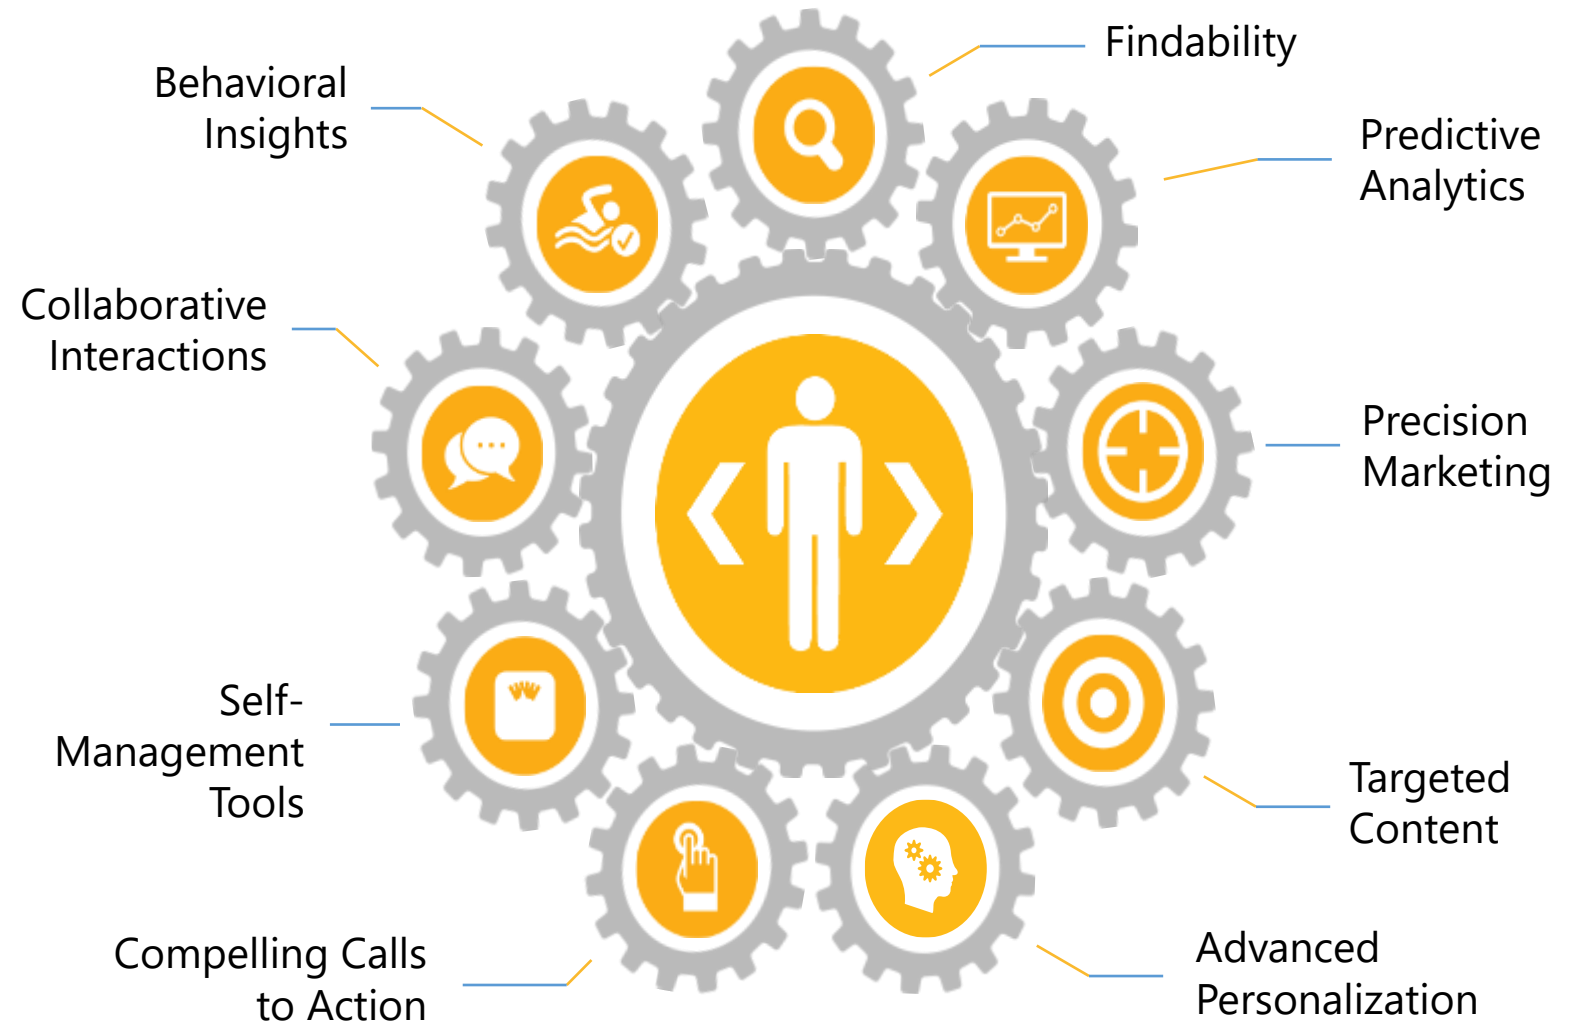 Findability
Behavioral
Insights
Predictive
Analytics
Collaborative
Interactions
Precision
Marketing
Self-
Management
Tools
Targeted
Content
Compelling Calls
to Action
Advanced
Personalization